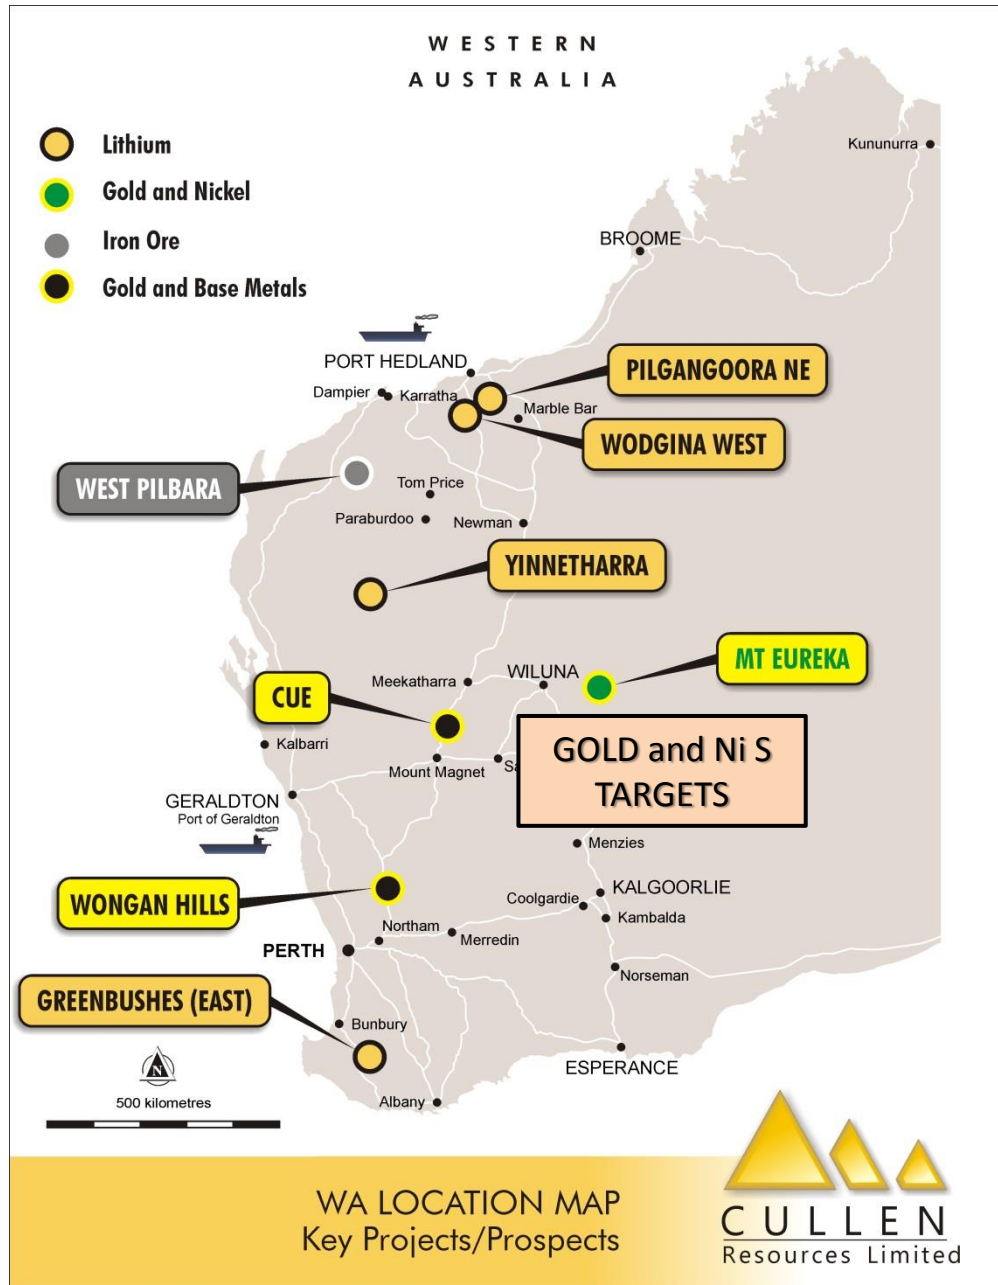 WESTERN
AUSTRALIA
Lithium
Gold and Nickel
Iron Ore
Gold and Base Metals
Kununurra
BROOME
PORT HEDLAND
Dampier
Karratha
PILGANGOORA NE
Marble Bar
WODGINA WEST
WEST PILBARA
Tom Price
Paraburdoo
Newman
YINNETHARRA
Meekatharra
WILUNA
MT EUREKA
CUE
Kalbarri
Mount Magnet
GOLD and Ni S
TARGETS
GERALDTON
Port of Geraldton
Menzies
WONGAN HILLS
Coolgardie
KALGOORLIE
Kambalda
Northam
Merredin
PERTH
Norseman
GREENBUSHES (EAST)
Bunbury
ESPERANCE
N
Albany
500 kilometres
WA LOCATION MAP
Key Projects/Prospects
CULLEN
Resources Limited